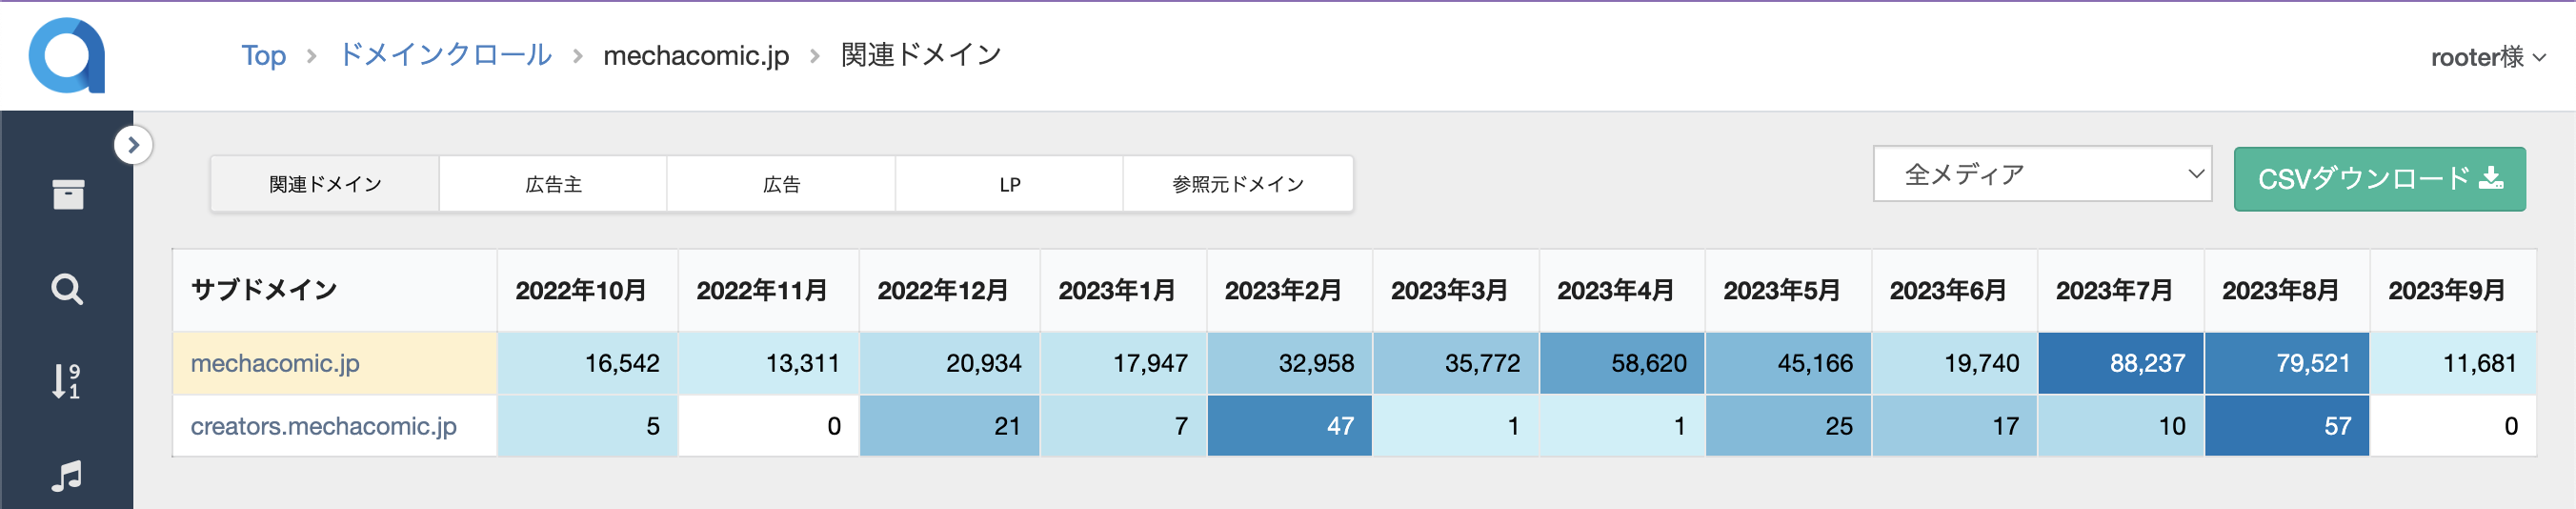 Top > ドメインクロール > mechacomic.jp > 関連ドメイン
rooter様
関連ドメイン 広告主 広告 LP 参照元ドメイン
全メディア CSVダウンロード
サブドメイン 2022年10月 2022年11月 2022年12月 2023年1月 2023年2月 2023年3月 2023年4月 2023年5月 2023年6月 2023年7月 2023年8月 2023年9月
mechacomic.jp 16,542 13,311 20,934 17,947 32,958 35,772 58,620 45,166 19,740 88,237 79,521 11,681
creators.mechacomic.jp 5 0 21 7 47 1 1 25 17 10 57 0
9
1